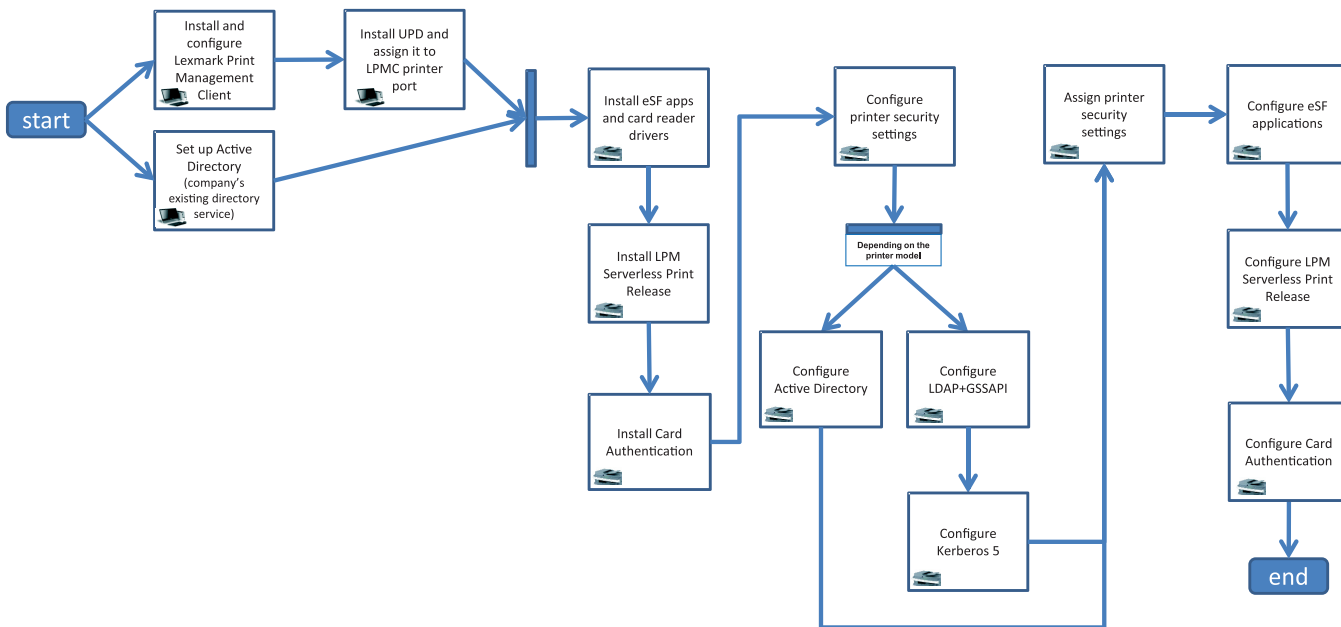 start
Install and
configure
Lexmark Print
Management
Client
Install UPD and
assign it to
LPMC printer
port
Set up Active
Directory
(company's
existing directory
service)
Install eSF apps
and card reader
drivers
Install LPM
Serverless Print
Release
Install Card
Authentication
Configure
printer security
settings
Depending on the
printer model
Configure
Active Directory
Configure
LDAP+GSSAPI
Configure
Kerberos 5
Assign printer
security
settings
Configure eSF
applications
Configure LPM
Serverless Print
Release
Configure Card
Authentication
end